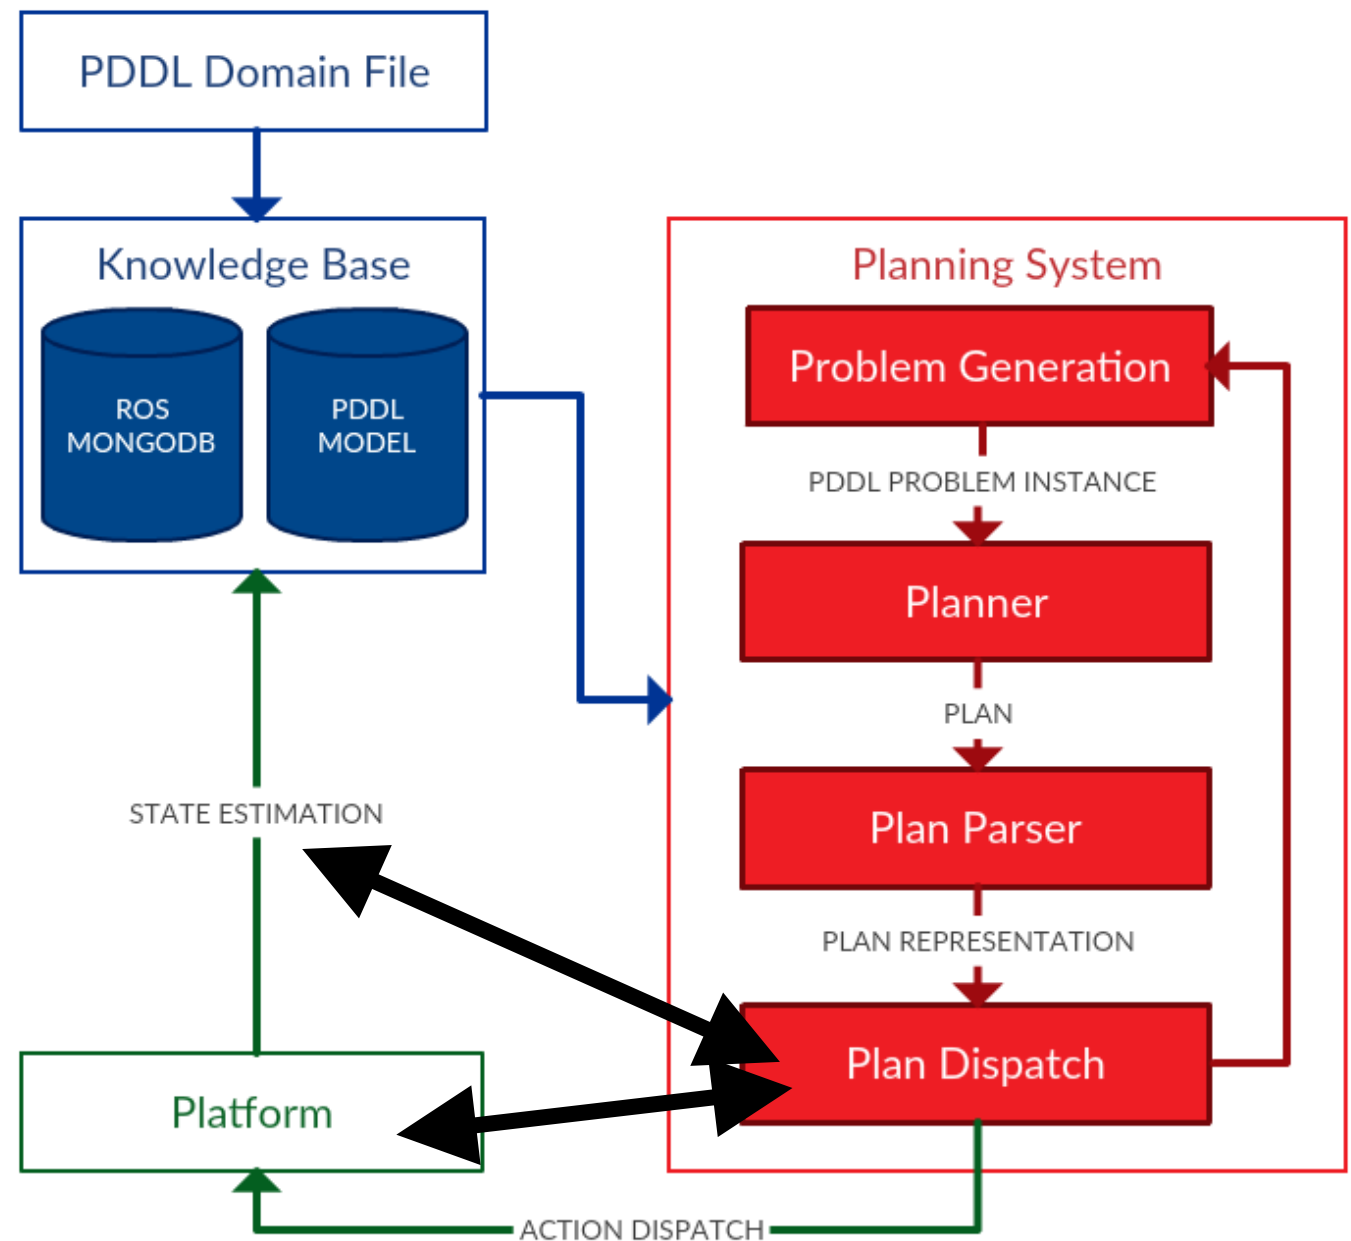 PDDL Domain File
Knowledge Base
ROS
MONGODB
PDDL
MODEL
STATE ESTIMATION
Platform
Planning System
Problem Generation
PDDL PROBLEM INSTANCE
Planner
PLAN
Plan Parser
PLAN REPRESENTATION
Plan Dispatch
ACTION DISPATCH